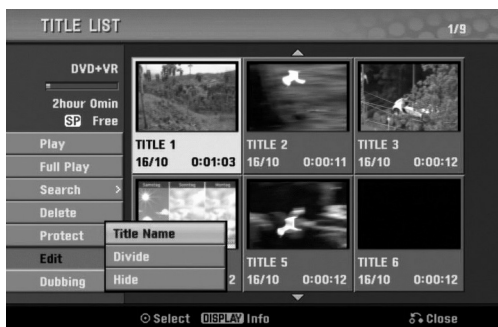 TITLE LIST
1/9
DVD+VR
2hour 0min
SP Free
Play
Full Play
Search >
Delete
Protect
Edit
Dubbing
Title Name
Divide
Hide
TITLE 1
16/10 0:01:03
TITLE 2
16/10 0:00:11
TITLE 3
16/10 0:00:12
Samstag Sonntag Montag
2
TITLE 5
16/10 0:00:12
TITLE 6
16/10 0:00:12
Select DISPLAY Info
Close